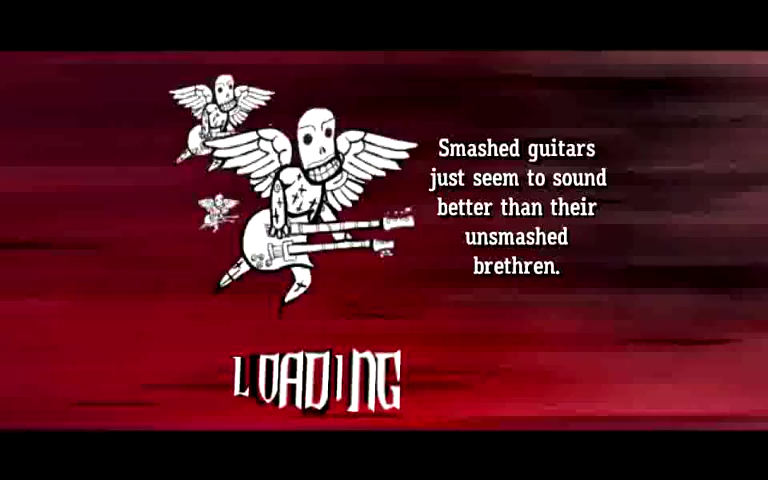 Smashed guitars
just seem to sound
better than their
unsmashed
brethren.
LOADING